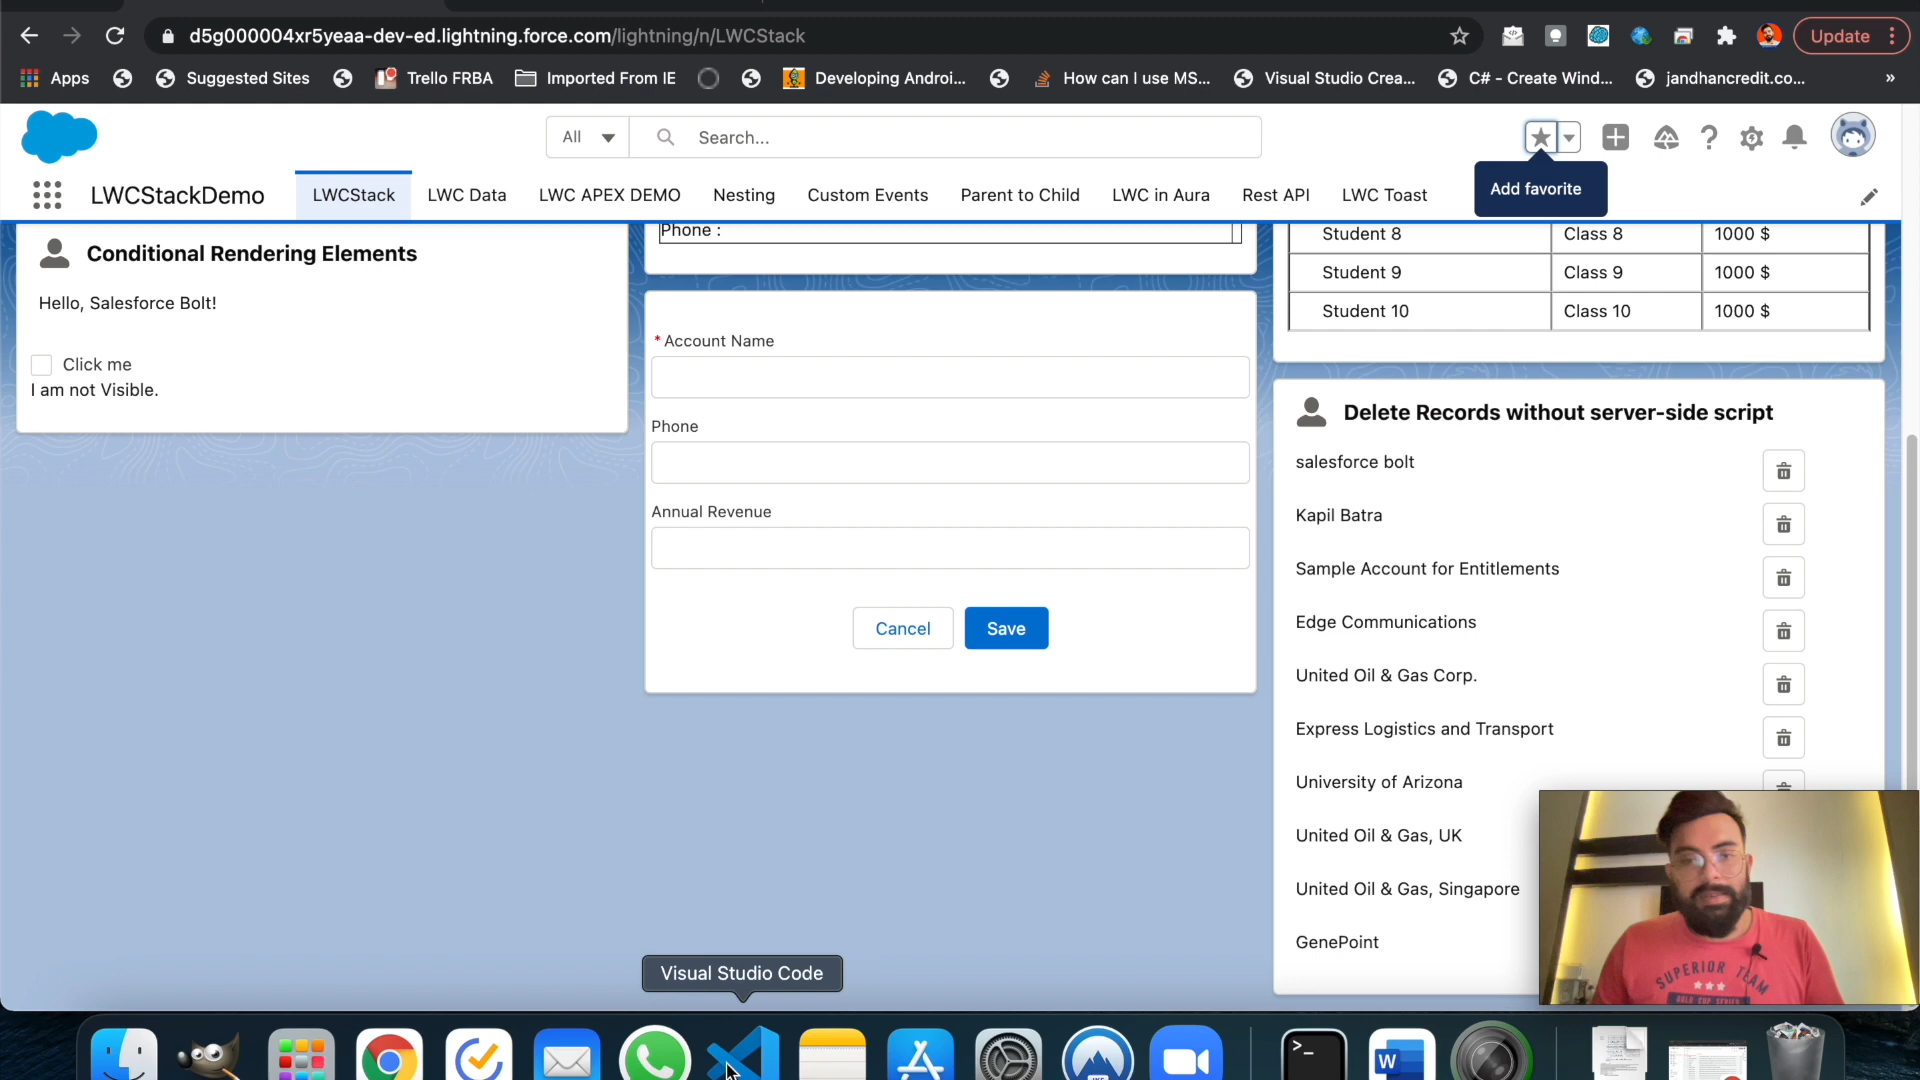 d5g000004xr5yeaa-dev-ed.lightning.force.com/lightning/n/LWCStack
Update
Apps
Suggested Sites
Trello FRBA
Imported From IE
Developing Androi...
How can I use MS...
Visual Studio Crea...
C# - Create Wind...
jandhancredit.co...
»
All
Search...
Add favorite
LWCStackDemo
LWCStack
LWC Data
LWC APEX DEMO
Nesting
Custom Events
Parent to Child
LWC in Aura
Rest API
LWC Toast
Conditional Rendering Elements
Hello, Salesforce Bolt!
Click me
I am not Visible.
Phone :
* Account Name
Phone
Annual Revenue
Cancel
Save
Student 8 Class 8 1000 $
Student 9 Class 9 1000 $
Student 10 Class 10 1000 $
Delete Records without server-side script
salesforce bolt
Kapil Batra
Sample Account for Entitlements
Edge Communications
United Oil & Gas Corp.
Express Logistics and Transport
University of Arizona
United Oil & Gas, UK
United Oil & Gas, Singapore
GenePoint
SUPERIOR TEAM
Visual Studio Code
W